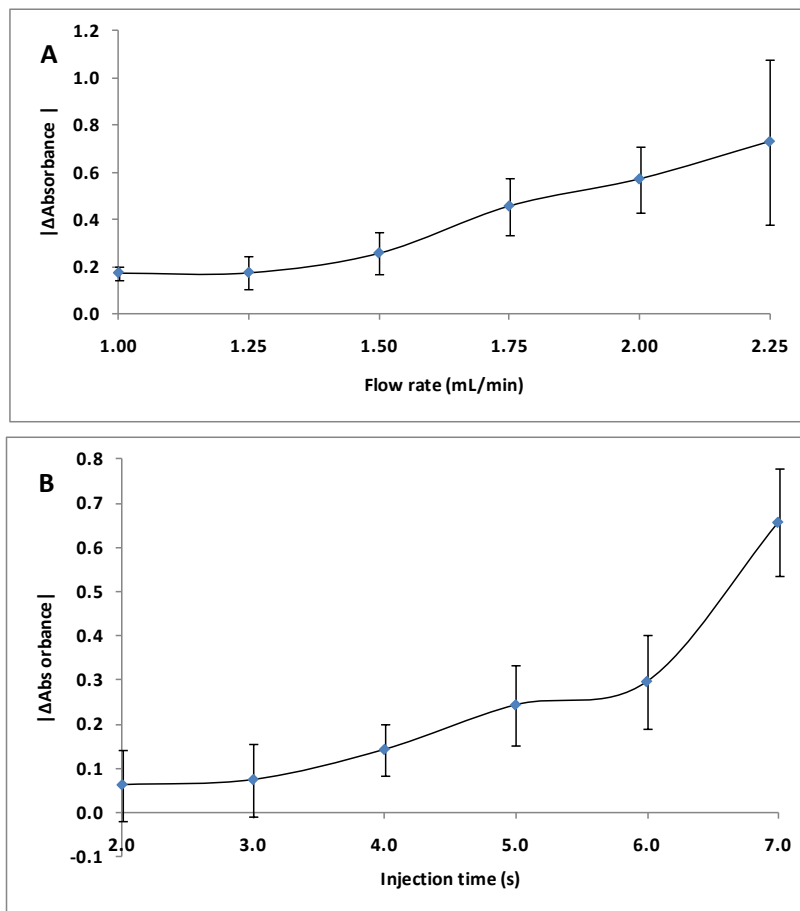 A
1.2
1.0
0.8
0.6
0.4
0.2
0.0
|ΔAbsorbance |
1.00 1.25 1.50 1.75 2.00 2.25
Flow rate (mL/min)
B
0.8
0.7
0.6
0.5
0.4
0.3
0.2
0.1
0.0
-0.1
|ΔAbs orbance|
2.0 3.0 4.0 5.0 6.0 7.0
Injection time (s)